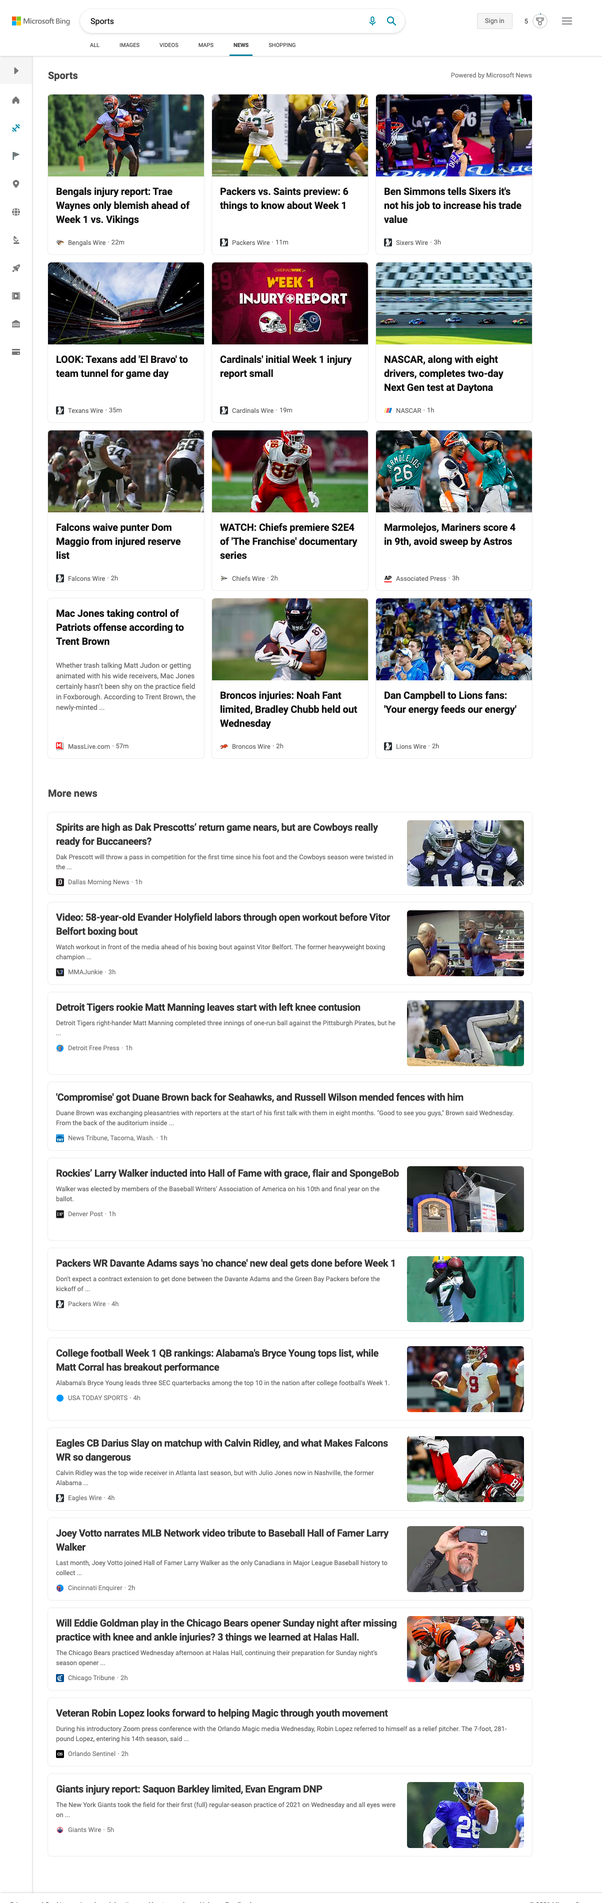 Microsoft Bing
Sports
Sign in
5
ALL IMAGES VIDEOS MAPS NEWS SHOPPING
Sports
Powered by Microsoft News
Bengals injury report: Trae
Waynes only blemish ahead of
Week 1 vs. Vikings
Bengals Wire · 22m
Packers vs. Saints preview: 6
things to know about Week 1
Packers Wire · 11m
Ben Simmons tells Sixers it's
not his job to increase his trade
value
Sixers Wire · 3h
LOOK: Texans add 'El Bravo' to
team tunnel for game day
Texans Wire · 35m
WEEK 1
INJURY REPORT
Cardinals' initial Week 1 injury
report small
Cardinals Wire · 19m
NASCAR, along with eight
drivers, completes two-day
Next Gen test at Daytona
NASCAR · 1h
8
34
68
Falcons waive punter Dom
Maggio from injured reserve
list
Falcons Wire · 2h
88
WATCH: Chiefs premiere S2E4
of 'The Franchise' documentary
series
Chiefs Wire · 2h
26
Marmolejos, Mariners score 4
in 9th, avoid sweep by Astros
AP Associated Press · 3h
Mac Jones taking control of
Patriots offense according to
Trent Brown
Whether trash talking Matt Judon or getting
animated with his wide receivers, Mac Jones
certainly hasn't been shy on the practice field
in Foxborough. According to Trent Brown, the
newly-minted ...
MassLive.com · 57m
87
Broncos injuries: Noah Fant
limited, Bradley Chubb held out
Wednesday
Broncos Wire · 2h
Dan Campbell to Lions fans:
'Your energy feeds our energy'
Lions Wire · 2h
More news
Spirits are high as Dak Prescotts’ return game nears, but are Cowboys really
ready for Buccaneers?
Dak Prescott will throw a pass in competition for the first time since his foot and the Cowboys season were twisted in
the ...
Dallas Morning News · 1h
11
9
Video: 58-year-old Evander Holyfield labors through open workout before Vitor
Belfort boxing bout
Watch workout in front of the media ahead of his boxing bout against Vitor Belfort. The former heavyweight boxing
champion ...
MMAJunkie · 3h
Detroit Tigers rookie Matt Manning leaves start with left knee contusion
Detroit Tigers right-hander Matt Manning completed three innings of one-run ball against the Pittsburgh Pirates, but he
...
Detroit Free Press · 1h
'Compromise' got Duane Brown back for Seahawks, and Russell Wilson mended fences with him
Duane Brown was exchanging pleasantries with reporters at the start of his first talk with them in eight months. "Good to see you guys," Brown said Wednesday.
From the back of the auditorium inside ...
News Tribune, Tacoma, Wash. · 1h
Rockies’ Larry Walker inducted into Hall of Fame with grace, flair and SpongeBob
Walker was elected by members of the Baseball Writers' Association of America on his 10th and final year on the
ballot.
Denver Post · 1h
Packers WR Davante Adams says 'no chance' new deal gets done before Week 1
Don't expect a contract extension to get done between the Davante Adams and the Green Bay Packers before the
kickoff of ...
Packers Wire · 4h
17
College football Week 1 QB rankings: Alabama's Bryce Young tops list, while
Matt Corral has breakout performance
Alabama's Bryce Young leads three SEC quarterbacks among the top 10 in the nation after college football's Week 1.
USA TODAY SPORTS · 4h
9
Eagles CB Darius Slay on matchup with Calvin Ridley, and what Makes Falcons
WR so dangerous
Calvin Ridley was the top wide receiver in Atlanta last season, but with Julio Jones now in Nashville, the former
Alabama ...
Eagles Wire · 4h
Joey Votto narrates MLB Network video tribute to Baseball Hall of Famer Larry
Walker
Last month, Joey Votto joined Hall of Famer Larry Walker as the only Canadians in Major League Baseball history to
collect ...
Cincinnati Enquirer · 2h
Will Eddie Goldman play in the Chicago Bears opener Sunday night after missing
practice with knee and ankle injuries? 3 things we learned at Halas Hall.
The Chicago Bears practiced Wednesday afternoon at Halas Hall, continuing their preparation for Sunday night's
season opener ...
Chicago Tribune · 2h
99
Veteran Robin Lopez looks forward to helping Magic through youth movement
During his introductory Zoom press conference with the Orlando Magic media Wednesday, Robin Lopez referred to himself as a relief pitcher. The 7-foot, 281-
pound Lopez, entering his 14th season, said ...
Orlando Sentinel · 2h
Giants injury report: Saquon Barkley limited, Evan Engram DNP
The New York Giants took the field for their first (full) regular-season practice of 2021 on Wednesday and all eyes were
on ...
Giants Wire · 5h
26